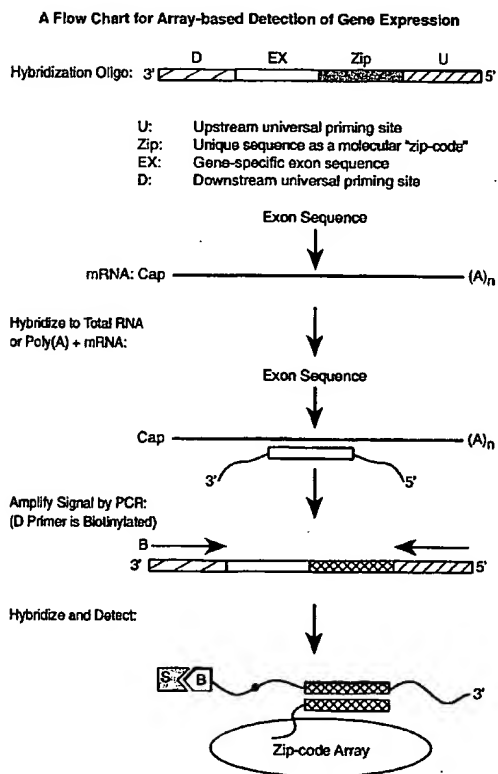 A Flow Chart for Array-based Detection of Gene Expression
D EX Zip U
Hybridization Oligo: 3' 5'
U: Upstream universal priming site
Zip: Unique sequence as a molecular "zip-code"
EX: Gene-specific exon sequence
D: Downstream universal priming site
Exon Sequence
mRNA: Cap (A)n
Hybridize to Total RNA
or Poly(A) + mRNA:
Exon Sequence
Cap (A)n
3' 5'
Amplify Signal by PCR:
(D Primer is Biotinylated)
B
3' 5'
Hybridize and Detect:
S B 3'
Zip-code Array